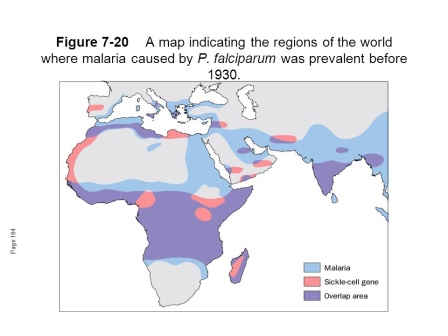 Figure 7-20 A map indicating the regions of the world
where malaria caused by P. falciparum was prevalent before
1930.
Page 184
Malaria
Sickle-cell gene
Overlap area